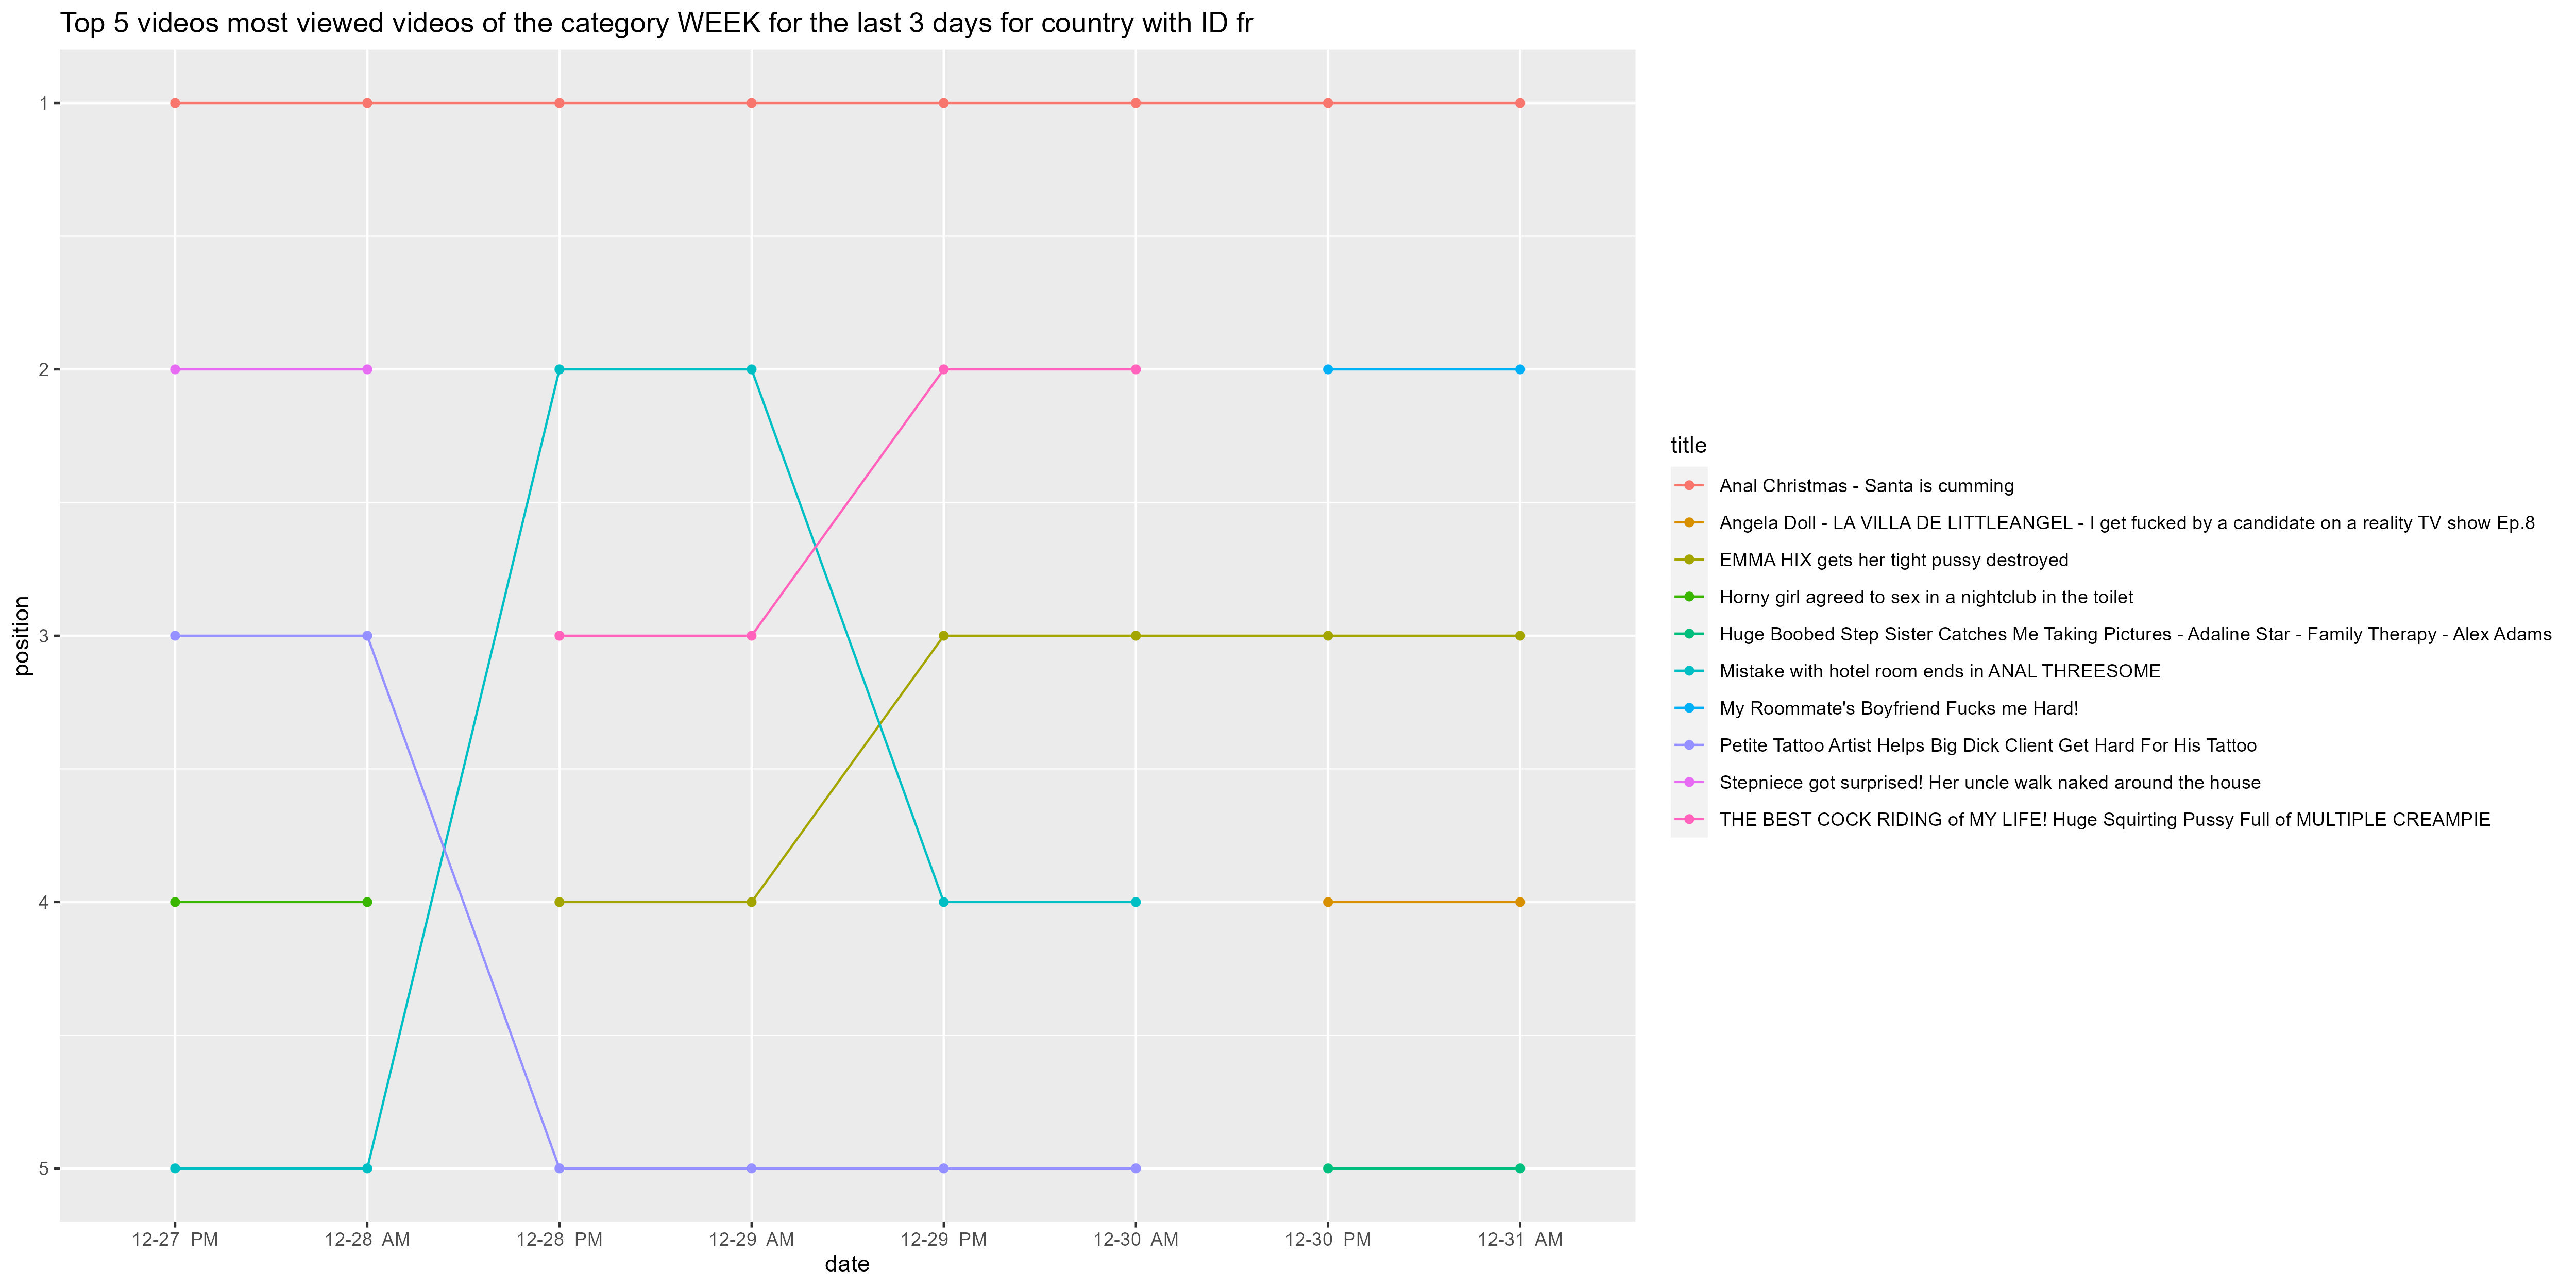 Top 5 videos most viewed videos of the category WEEK for the last 3 days for country with ID fr
1
2
3
4
5
position
12-27 PM
12-28 AM
12-28 PM
12-29 AM
12-29 PM
12-30 AM
12-30 PM
12-31 AM
date
title
Anal Christmas - Santa is cumming
Angela Doll - LA VILLA DE LITTLEANGEL - I get fucked by a candidate on a reality TV show Ep.8
EMMA HIX gets her tight pussy destroyed
Horny girl agreed to sex in a nightclub in the toilet
Huge Boobed Step Sister Catches Me Taking Pictures - Adaline Star - Family Therapy - Alex Adams
Mistake with hotel room ends in ANAL THREESOME
My Roommate's Boyfriend Fucks me Hard!
Petite Tattoo Artist Helps Big Dick Client Get Hard For His Tattoo
Stepniece got surprised! Her uncle walk naked around the house
THE BEST COCK RIDING of MY LIFE! Huge Squirting Pussy Full of MULTIPLE CREAMPIE